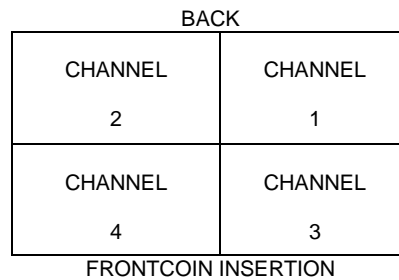 BACK
CHANNEL CHANNEL
2 1
CHANNEL CHANNEL
4 3
FRONTCOIN INSERTION